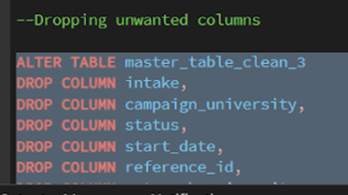 --Dropping unwanted columns
ALTER TABLE master_table_clean_3
DROP COLUMN intake,
DROP COLUMN campaign_university,
DROP COLUMN status,
DROP COLUMN start_date,
DROP COLUMN reference_id,